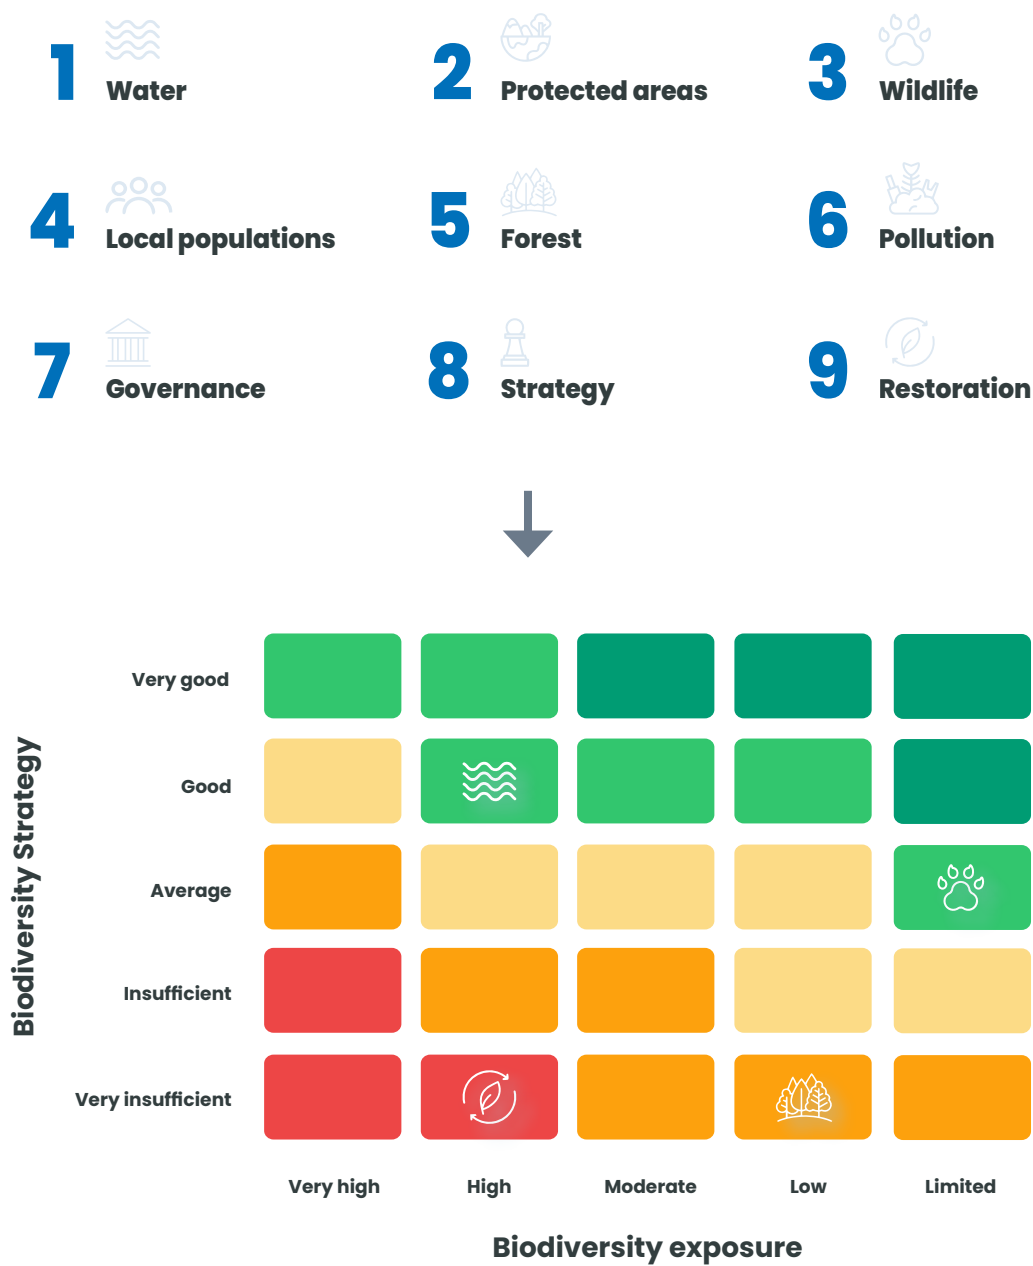 1 Water
2 Protected areas
3 Wildlife
4 Local populations
5 Forest
6 Pollution
7 Governance
8 Strategy
9 Restoration
Biodiversity Strategy
Very good
Good
Average
Insufficient
Very insufficient
Very high
High
Moderate
Low
Limited
Biodiversity exposure